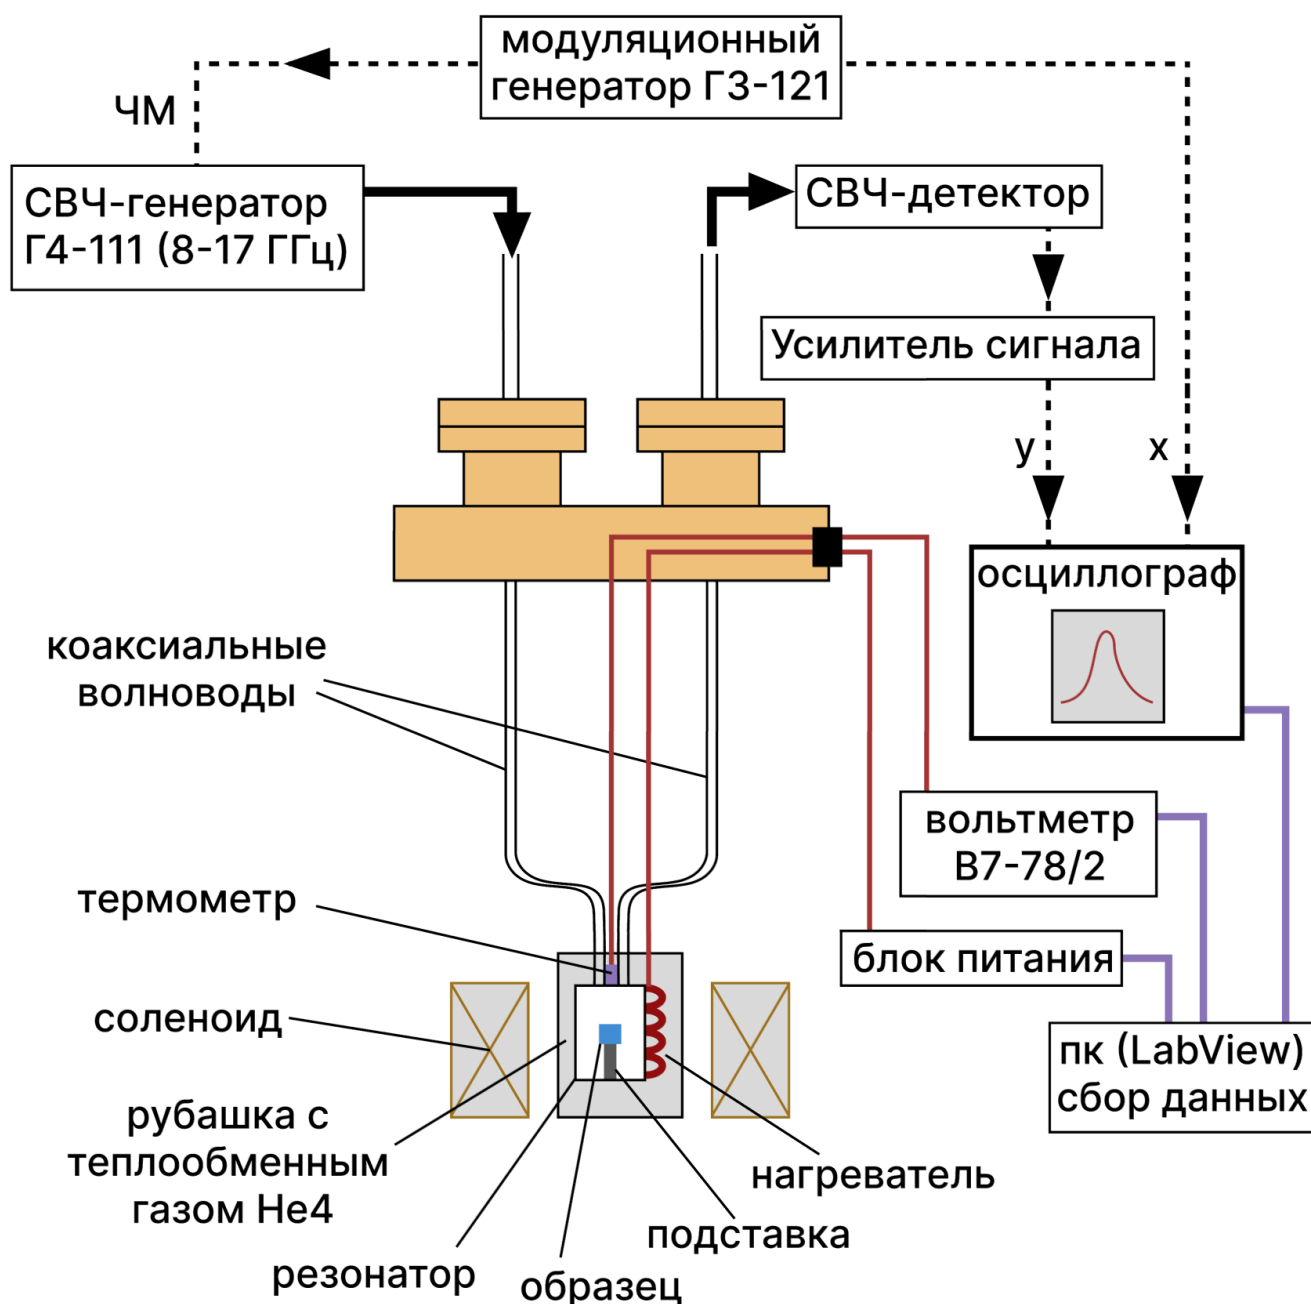 модуляционный
генератор Г3-121
ЧМ
СВЧ-генератор
Г4-111 (8-17 ГГц)
СВЧ-детектор
Усилитель сигнала
y
x
осциллограф
коаксиальные
волноводы
вольтметр
В7-78/2
термометр
блок питания
соленоид
пк (LabView)
сбор данных
рубашка с
теплообменным
газом He4
нагреватель
подставка
резонатор
образец